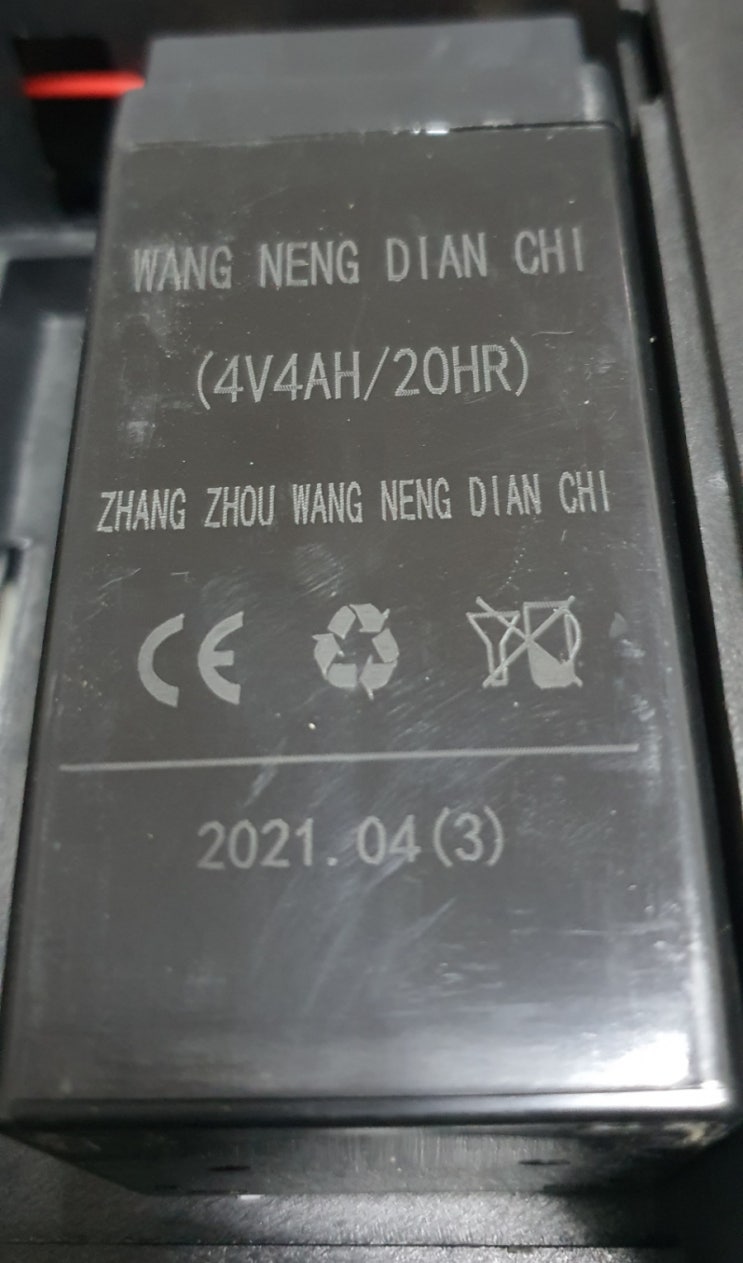 WANG NENG DIAN CHI
(4V4AH/20HR)
ZHANG ZHOU WANG NENG DIAN CHI
CE
2021.04(3)